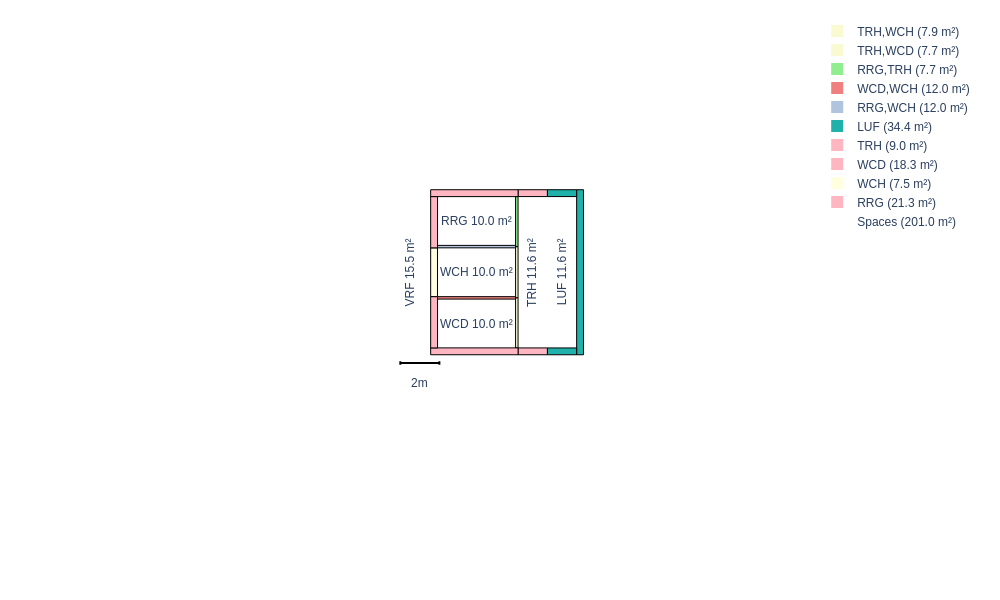 TRH,WCH (7.9 m²)
TRH,WCD (7.7 m²)
RRG,TRH (7.7 m²)
WCD,WCH (12.0 m²)
RRG,WCH (12.0 m²)
LUF (34.4 m²)
TRH (9.0 m²)
WCD (18.3 m²)
WCH (7.5 m²)
RRG (21.3 m²)
Spaces (201.0 m²)
RRG 10.0 m²
VRF 15.5 m²
WCH 10.0 m²
TRH 11.6 m²
LUF 11.6 m²
WCD 10.0 m²
2m